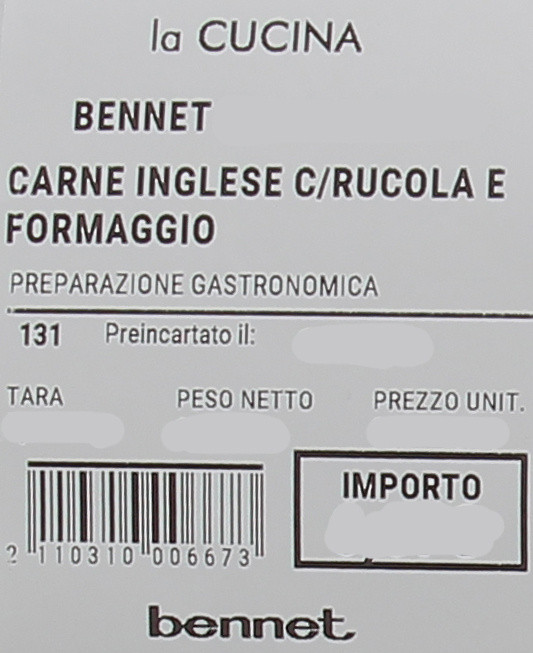 la CUCINA
BENNET
CARNE INGLESE C/RUCOLA E
FORMAGGIO
PREPARAZIONE GASTRONOMICA
131 Preincartato il:
TARA PESO NETTO PREZZO UNIT.
IMPORTO
2 110310 006673
bennet